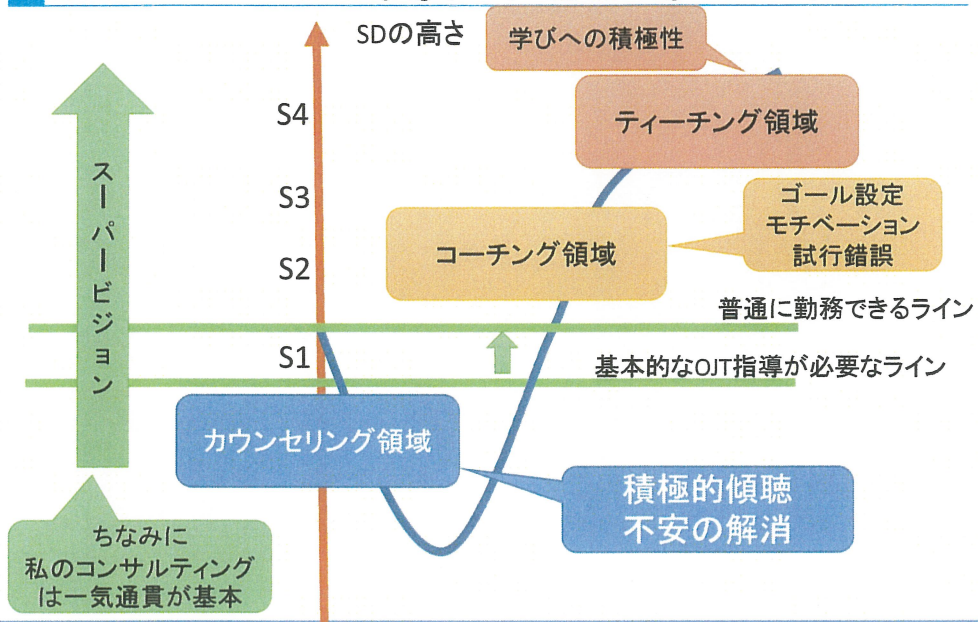 SDの高さ
学びへの積極性
S4
ティーチング領域
スーパービジョン
S3
ゴール設定
モチベーション
試行錯誤
コーチング領域
S2
普通に勤務できるライン
S1
基本的なOJT指導が必要なライン
カウンセリング領域
積極的傾聴
不安の解消
ちなみに
私のコンサルティング
は一気通貫が基本